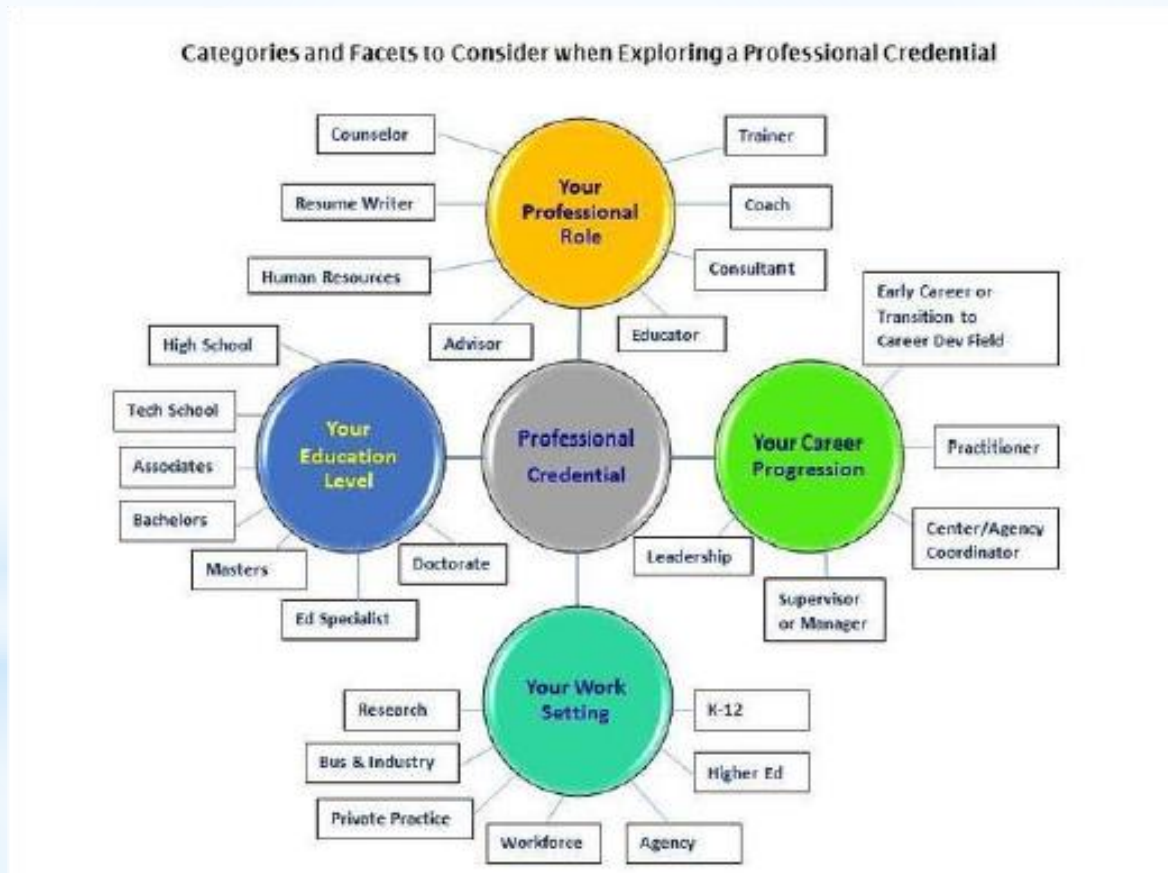 Categories and Facets to Consider when Exploring a Professional Credential
Counselor
Resume Writer
Human Resources
Advisor
Your
Professional
Role
Trainer
Coach
Consultant
Educator
High School
Tech School
Associates
Bachelors
Masters
Ed Specialist
Doctorate
Your
Education
Level
Professional
Credential
Your Career
Progression
Early Career or
Transition to
Career Dev Field
Practitioner
Center/Agency
Coordinator
Supervisor
or Manager
Leadership
Your Work
Setting
Research
Bus & Industry
Private Practice
Workforce
Agency
Higher Ed
K-12